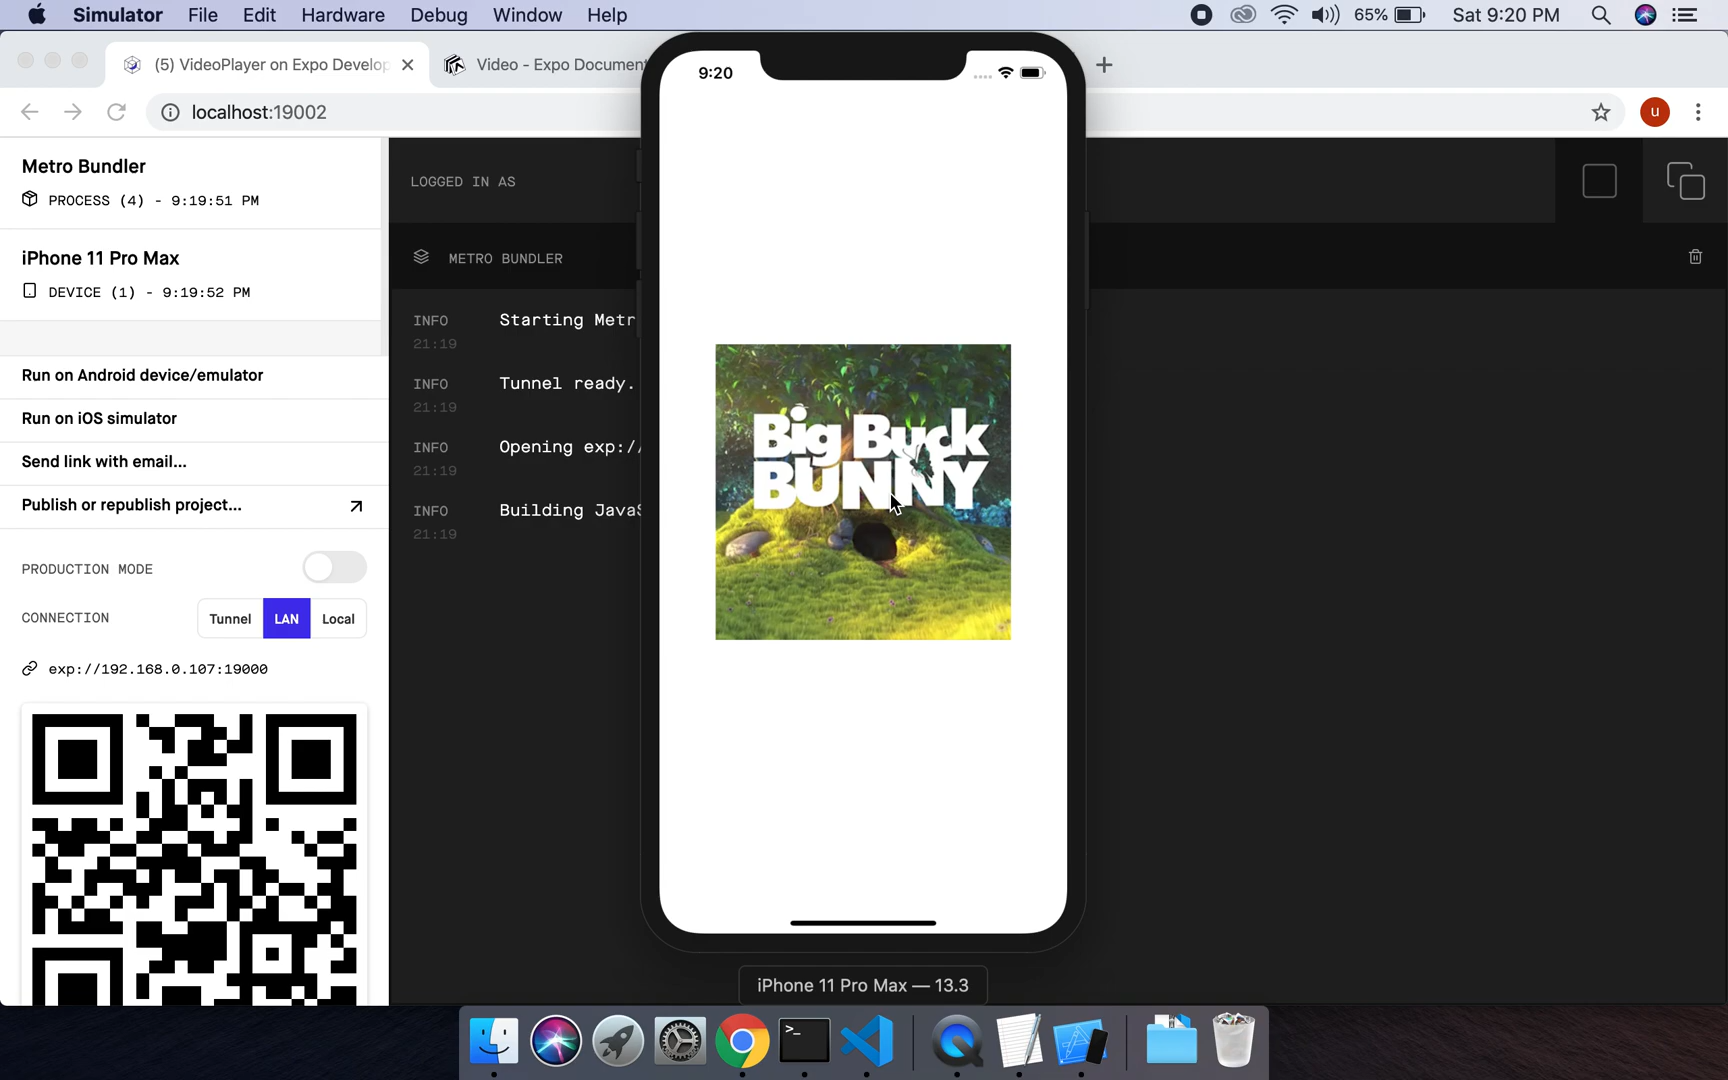 Simulator File Edit Hardware Debug Window Help 65% Sat 9:20 PM
(5) VideoPlayer on Expo Develop
Video - Expo Document
localhost:19002
u
Metro Bundler
PROCESS (4) - 9:19:51 PM
iPhone 11 Pro Max
DEVICE (1) - 9:19:52 PM
Run on Android device/emulator
Run on iOS simulator
Send link with email...
Publish or republish project...
PRODUCTION MODE
CONNECTION
Tunnel LAN Local
exp://192.168.0.107:19000
LOGGED IN AS
METRO BUNDLER
INFO Starting Metr
21:19
INFO Tunnel ready.
21:19
INFO Opening exp://
21:19
INFO Building JavaS
21:19
9:20
Big Buck
BUNNY
iPhone 11 Pro Max — 13.3